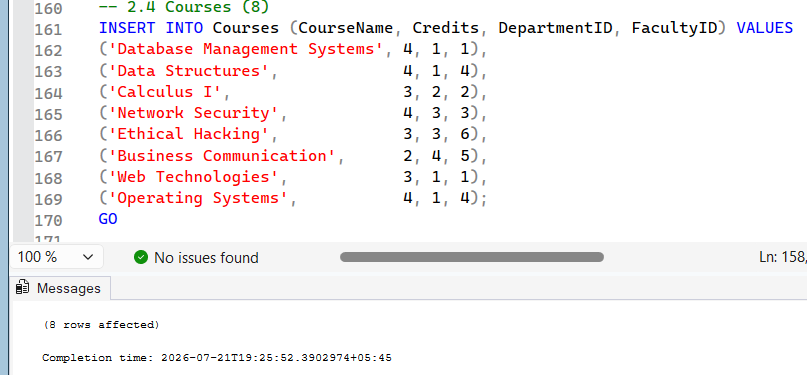 160 -- 2.4 Courses (8)
161 INSERT INTO Courses (CourseName, Credits, DepartmentID, FacultyID) VALUES
162 ('Database Management Systems', 4, 1, 1),
163 ('Data Structures', 4, 1, 4),
164 ('Calculus I', 3, 2, 2),
165 ('Network Security', 4, 3, 3),
166 ('Ethical Hacking', 3, 3, 6),
167 ('Business Communication', 2, 4, 5),
168 ('Web Technologies', 3, 1, 1),
169 ('Operating Systems', 4, 1, 4);
170 GO
171
100 % No issues found Ln: 158,
Messages
(8 rows affected)
Completion time: 2026-07-21T19:25:52.3902974+05:45